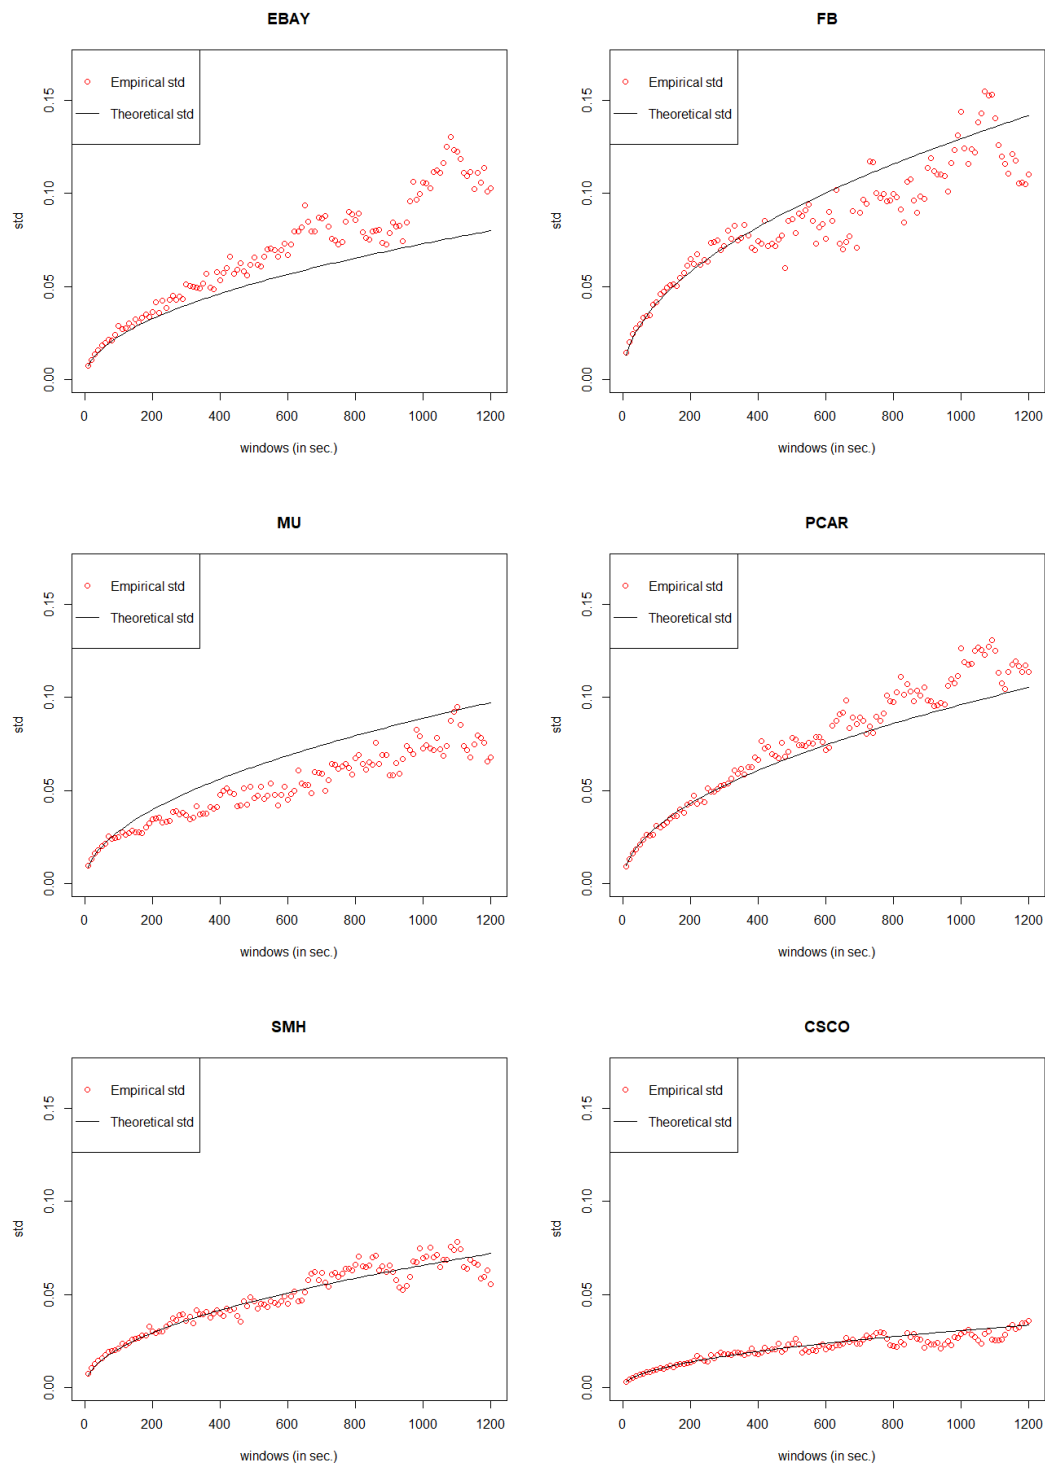 EBAY
Empirical std
Theoretical std
std
0.00 0.05 0.10 0.15
0 200 400 600 800 1000 1200
windows (in sec.)
FB
Empirical std
Theoretical std
std
0.00 0.05 0.10 0.15
0 200 400 600 800 1000 1200
windows (in sec.)
MU
Empirical std
Theoretical std
std
0.00 0.05 0.10 0.15
0 200 400 600 800 1000 1200
windows (in sec.)
PCAR
Empirical std
Theoretical std
std
0.00 0.05 0.10 0.15
0 200 400 600 800 1000 1200
windows (in sec.)
SMH
Empirical std
Theoretical std
std
0.00 0.05 0.10 0.15
0 200 400 600 800 1000 1200
windows (in sec.)
CSCO
Empirical std
Theoretical std
std
0.00 0.05 0.10 0.15
0 200 400 600 800 1000 1200
windows (in sec.)